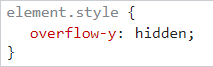 element.style {
overflow-y: hidden;
}